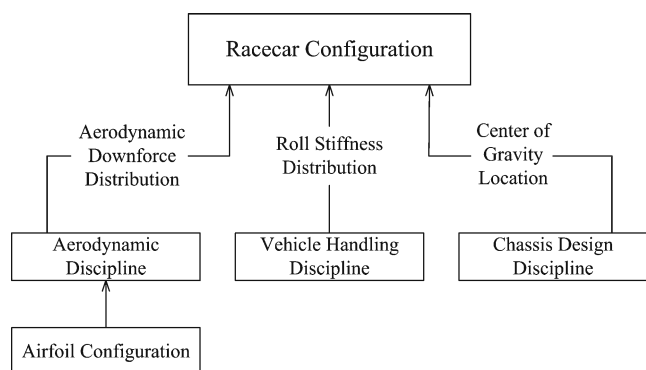 Racecar Configuration
Aerodynamic
Downforce
Distribution
Roll Stiffness
Distribution
Center of
Gravity
Location
Aerodynamic
Discipline
Vehicle Handling
Discipline
Chassis Design
Discipline
Airfoil Configuration